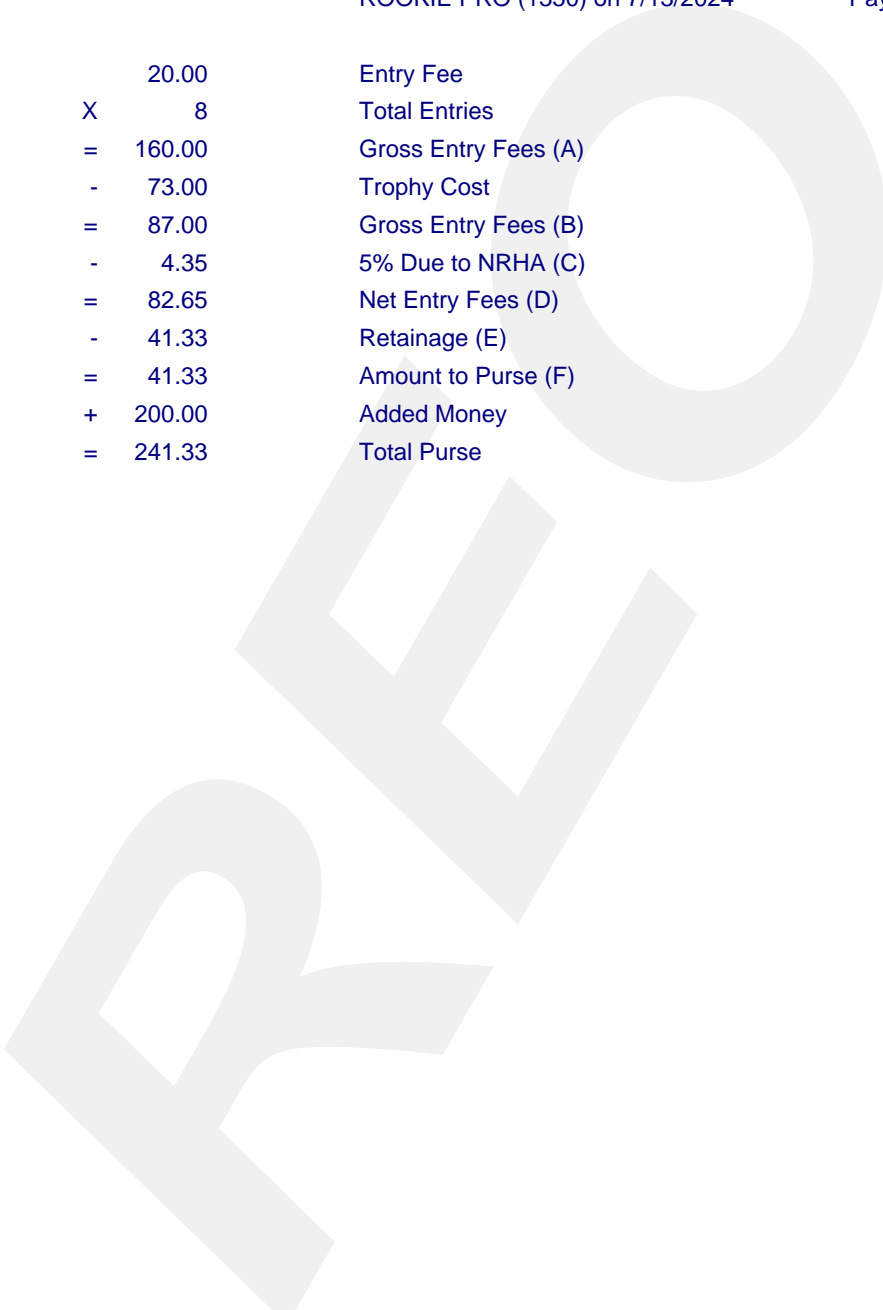 20.00 Entry Fee
X 8 Total Entries
= 160.00 Gross Entry Fees (A)
- 73.00 Trophy Cost
= 87.00 Gross Entry Fees (B)
- 4.35 5% Due to NRHA (C)
= 82.65 Net Entry Fees (D)
- 41.33 Retainage (E)
= 41.33 Amount to Purse (F)
+ 200.00 Added Money
= 241.33 Total Purse
REO